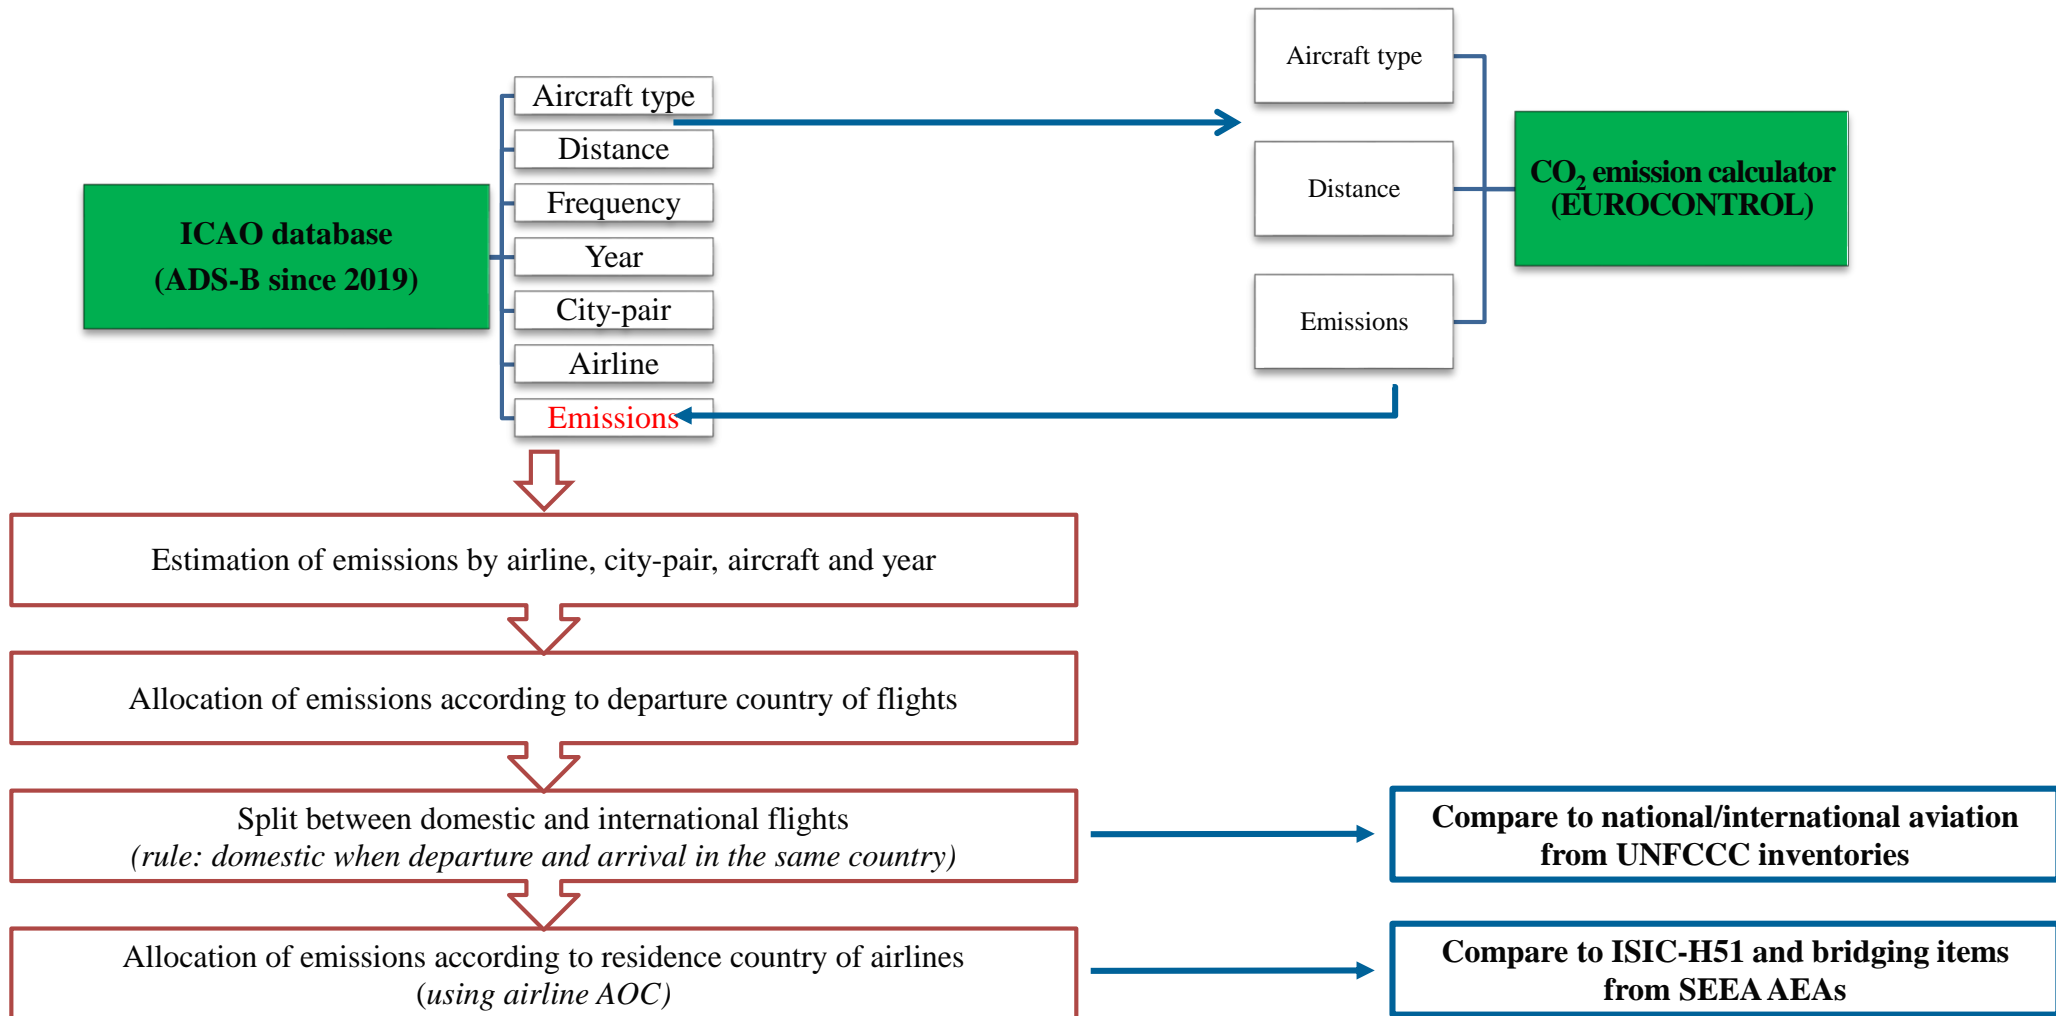 ICAO database
(ADS-B since 2019)
Aircraft type
Distance
Frequency
Year
City-pair
Airline
Emissions
Aircraft type
Distance
Emissions
CO₂ emission calculator
(EUROCONTROL)
Estimation of emissions by airline, city-pair, aircraft and year
Allocation of emissions according to departure country of flights
Split between domestic and international flights
(rule: domestic when departure and arrival in the same country)
Compare to national/international aviation
from UNFCCC inventories
Allocation of emissions according to residence country of airlines
(using airline AOC)
Compare to ISIC-H51 and bridging items
from SEEA AEAs